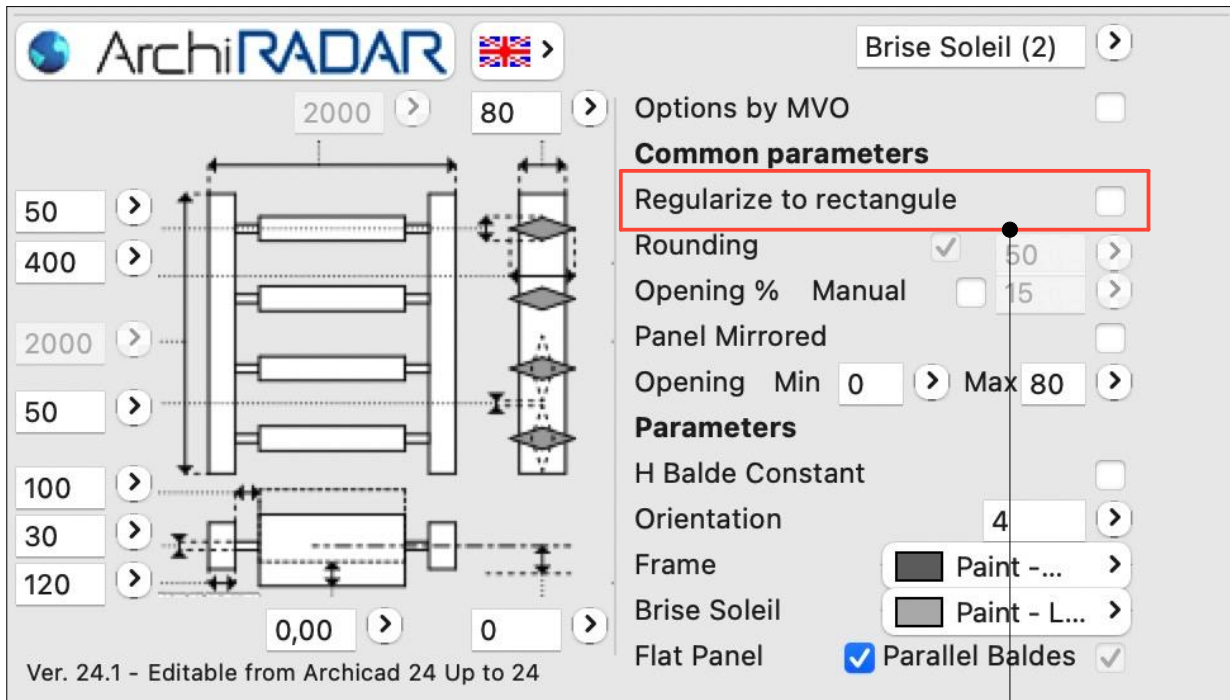 ArchiRADAR
Brise Soleil (2)
2000
80
Options by MVO
Common parameters
50
Regularize to rectangule
400
Rounding
50
Opening % Manual
15
2000
Panel Mirrored
Opening Min 0 Max 80
50
Parameters
100
H Balde Constant
30
Orientation 4
120
Frame Paint -...
Brise Soleil Paint - L...
0,00
0
Flat Panel Parallel Baldes
Ver. 24.1 - Editable from Archicad 24 Up to 24